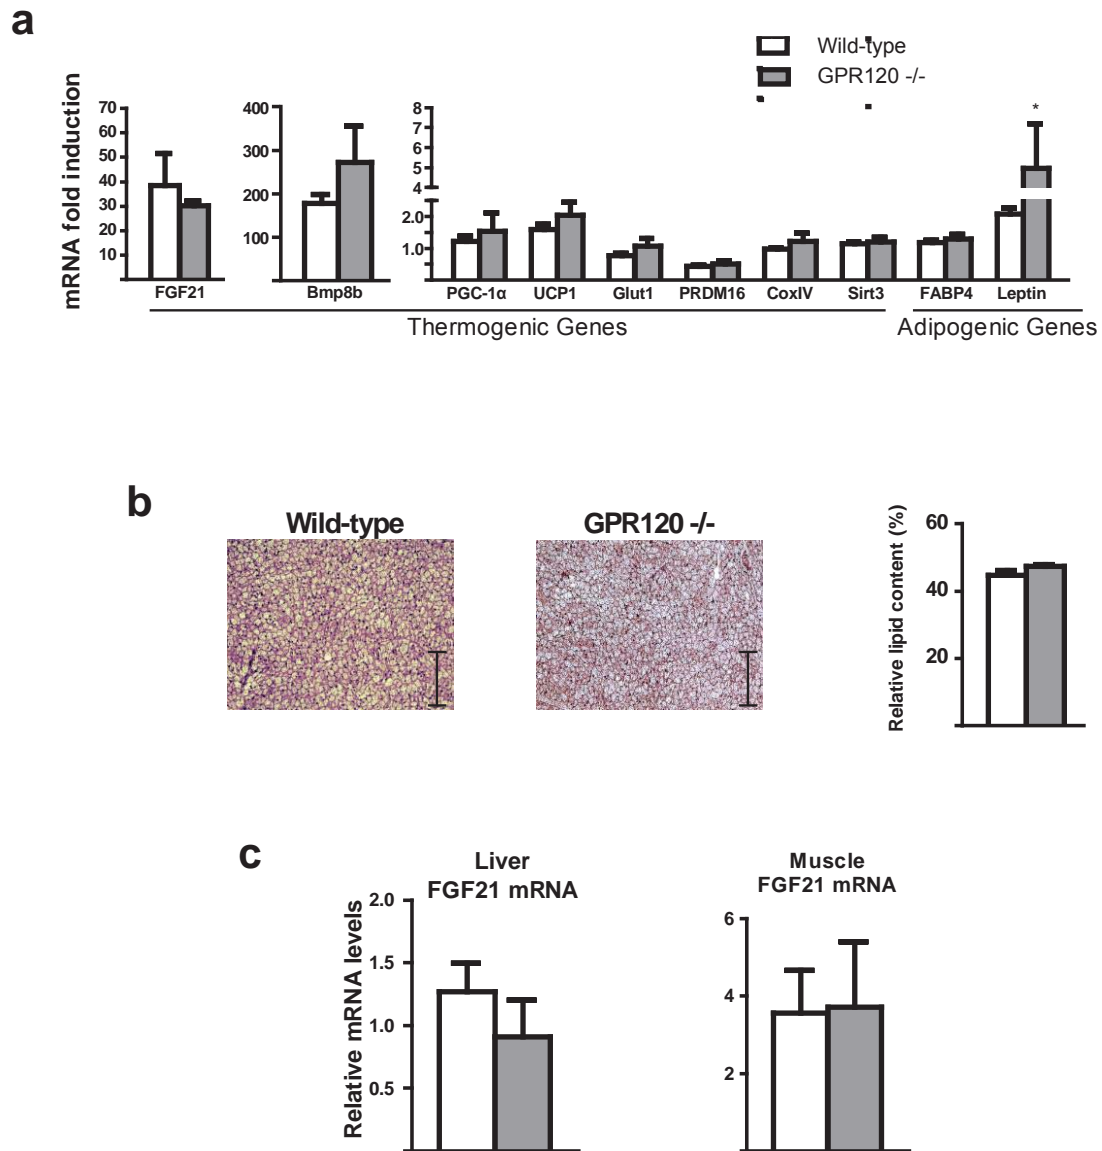 a
Wild-type
GPR120 -/-
mRNA fold induction
70
60
50
40
30
20
10
FGF21
400
300
200
100
Bmp8b
8
7
6
5
4
2.0
1.0
*
PGC-1α UCP1 Glut1 PRDM16 CoxIV Sirt3 FABP4 Leptin
Thermogenic Genes Adipogenic Genes
b
Wild-type
GPR120 -/-
Relative lipid content (%)
60
40
20
c
Liver
FGF21 mRNA
Relative mRNA levels
2.0
1.5
1.0
0.5
Muscle
FGF21 mRNA
6
4
2